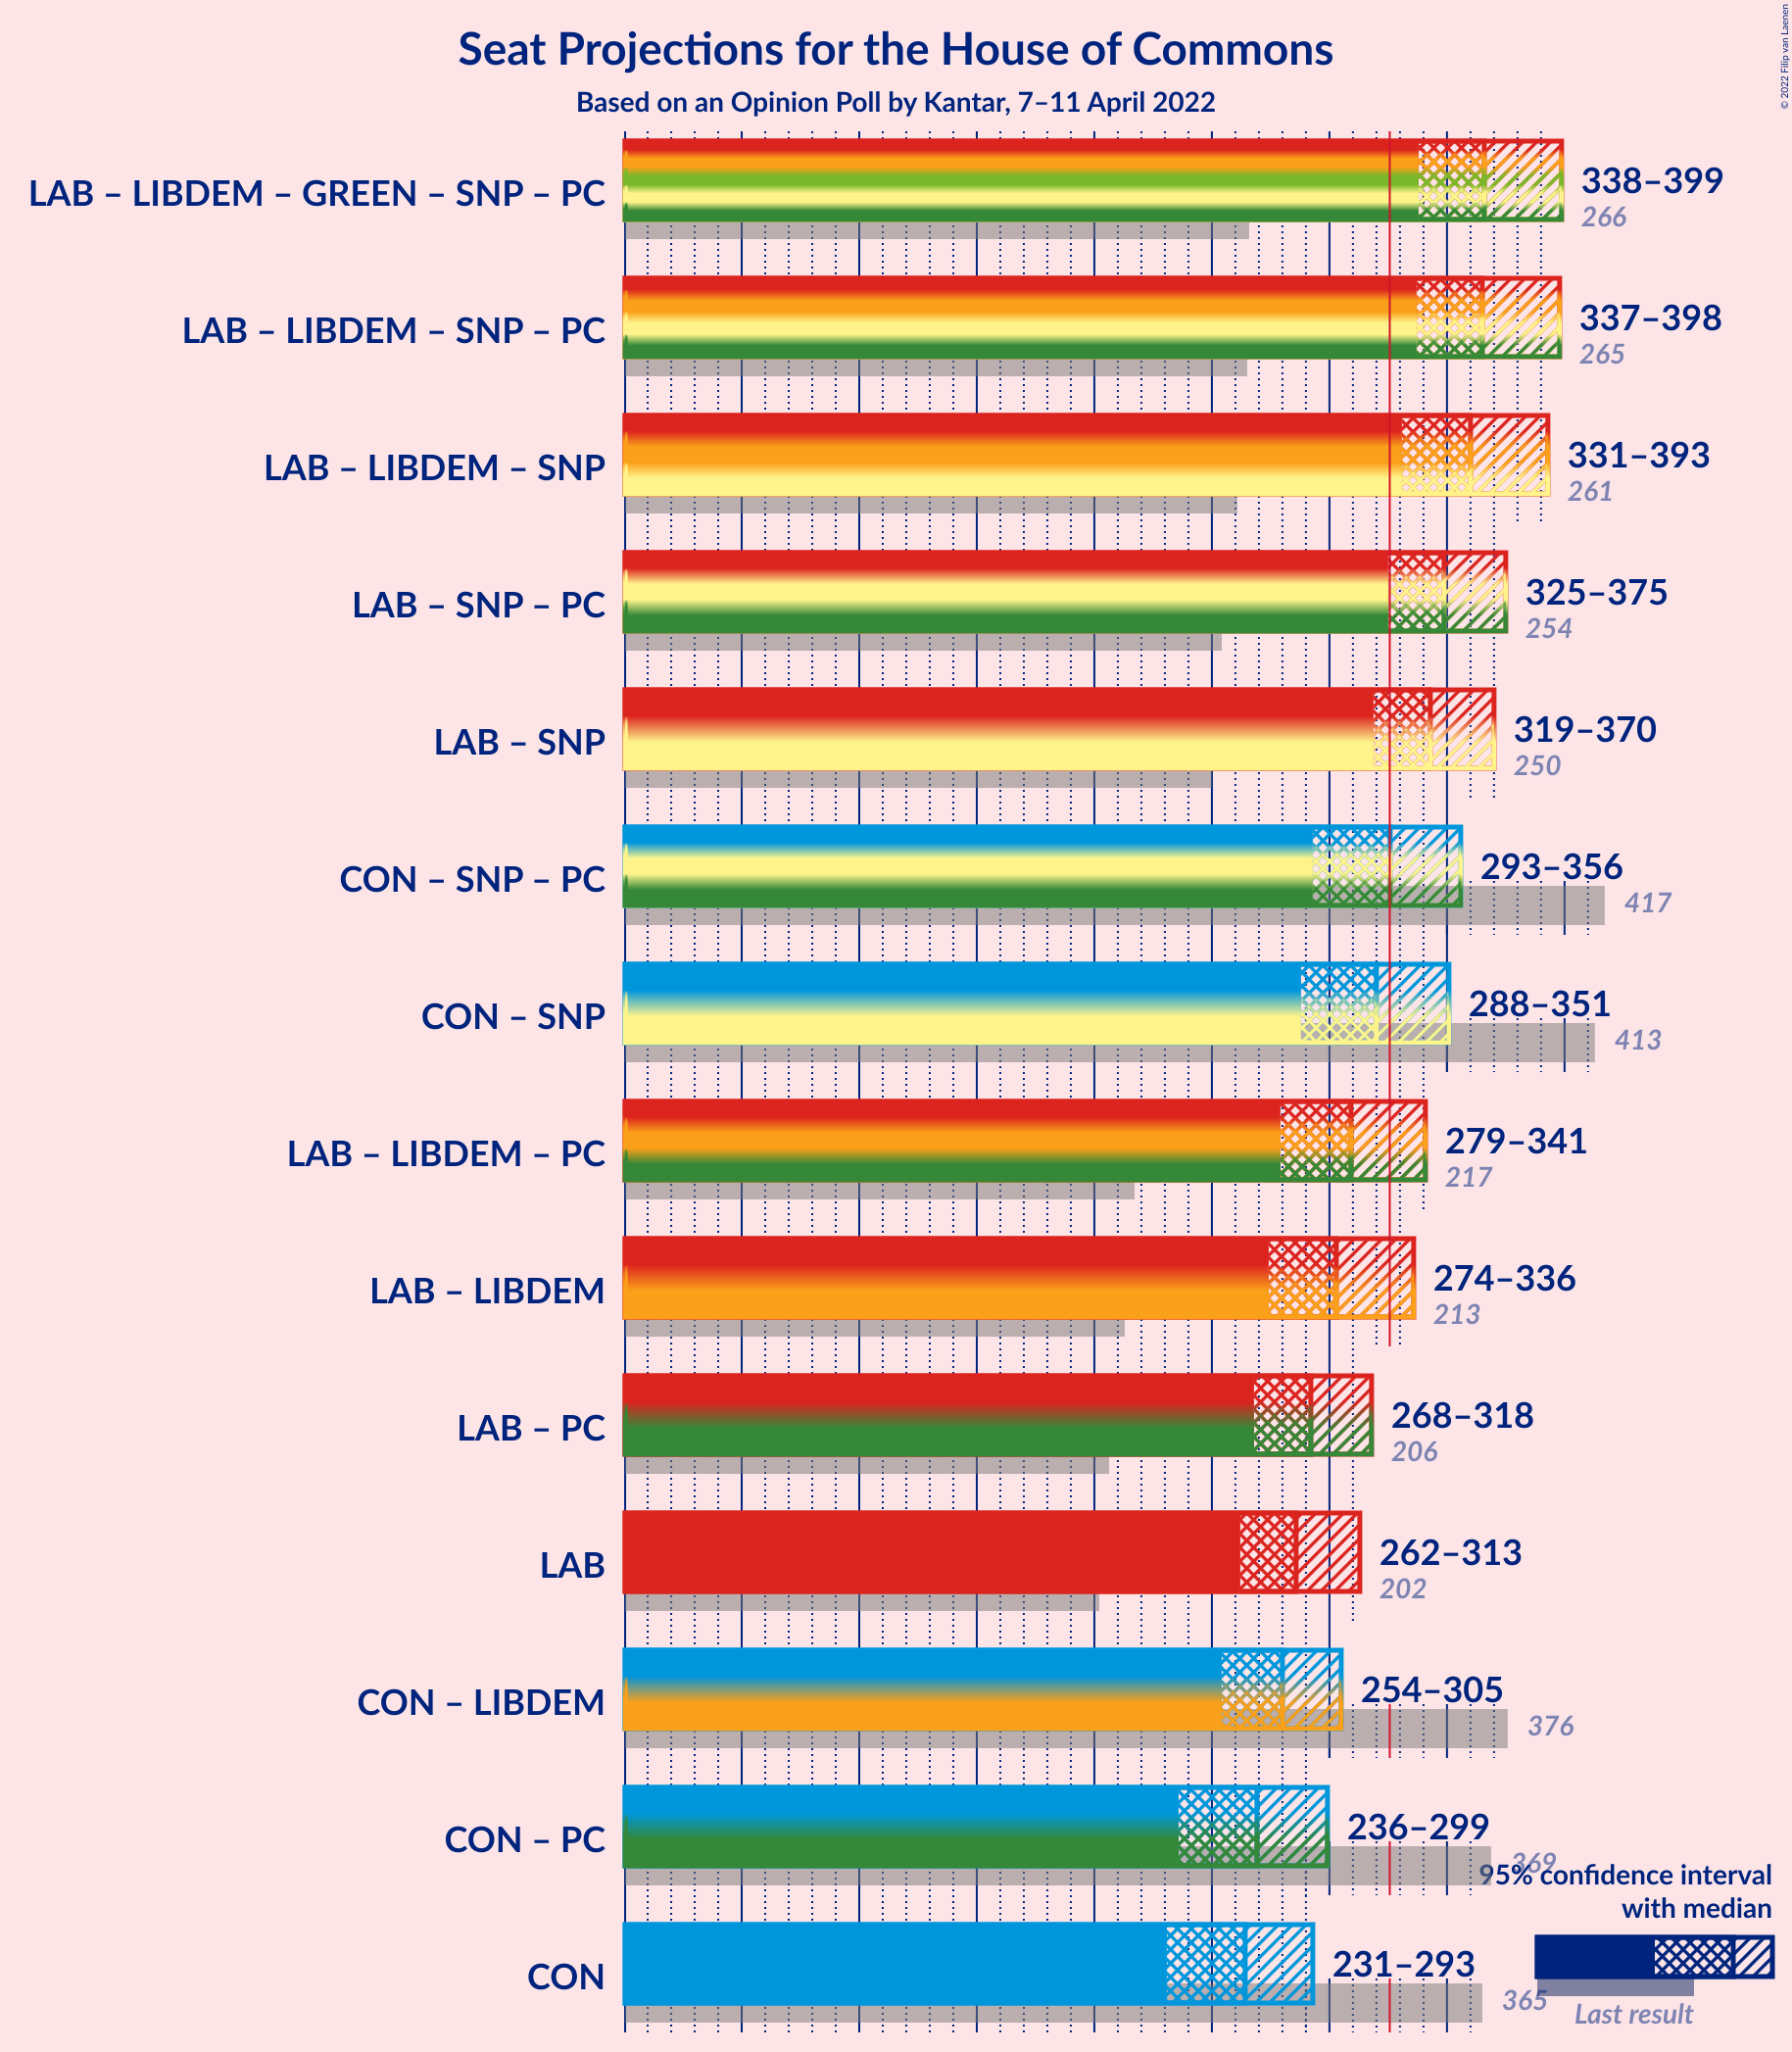 Seat Projections for the House of Commons
Based on an Opinion Poll by Kantar, 7–11 April 2022
© 2022 Filip van Laenen
LAB – LIBDEM – GREEN – SNP – PC
338–399
266
LAB – LIBDEM – SNP – PC
337–398
265
LAB – LIBDEM – SNP
331–393
261
LAB – SNP – PC
325–375
254
LAB – SNP
319–370
250
CON – SNP – PC
293–356
417
CON – SNP
288–351
413
LAB – LIBDEM – PC
279–341
217
LAB – LIBDEM
274–336
213
LAB – PC
268–318
206
LAB
262–313
202
CON – LIBDEM
254–305
376
CON – PC
236–299
369
CON
231–293
365
95% confidence interval
with median
Last result